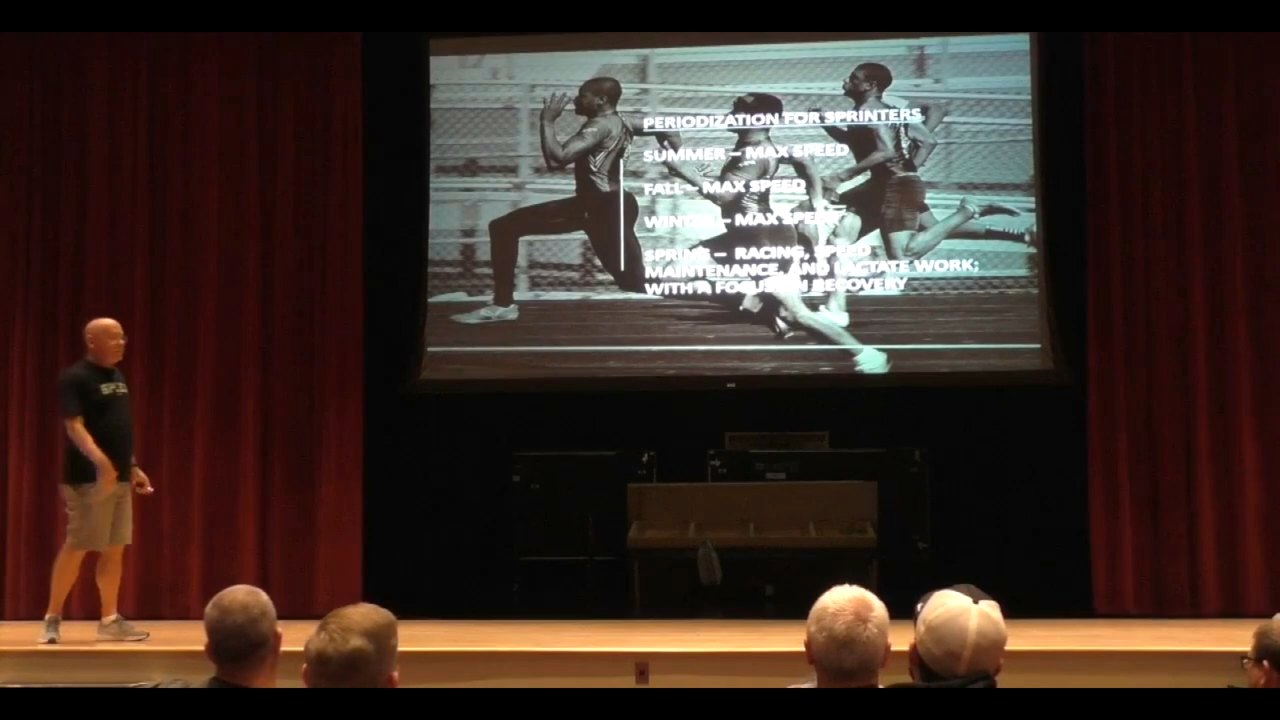 PERIODIZATION FOR SPRINTERS
SUMMER – MAX SPEED
FALL – MAX SPEED
WINTER – MAX SPEED
SPRING – RACING, SPEED
MAINTENANCE, AND LACTATE WORK;
WITH A FOCUS ON RECOVERY